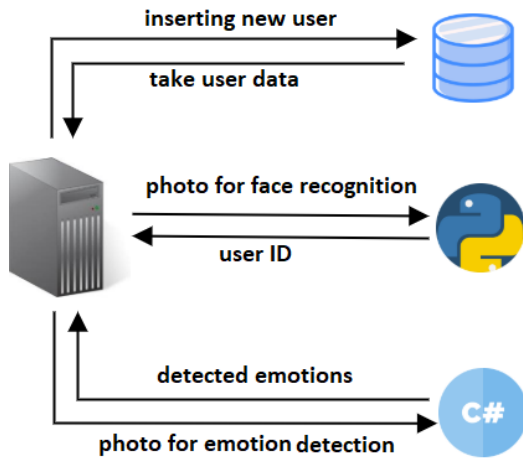 inserting new user
take user data
photo for face recognition
user ID
detected emotions
C#
photo for emotion detection